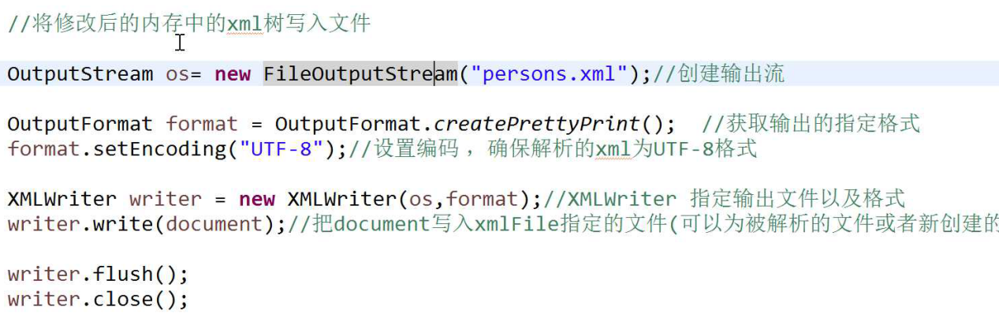 //将修改后的内存中的xml树写入文件
OutputStream os= new FileOutputStream("persons.xml");//创建输出流
OutputFormat format = OutputFormat.createPrettyPrint();  //获取输出的指定格式
format.setEncoding("UTF-8");//设置编码 ，确保解析的xml为UTF-8格式
XMLWriter writer = new XMLWriter(os,format);//XMLWriter 指定输出文件以及格式
writer.write(document);//把document写入xmlFile指定的文件(可以为被解析的文件或者新创建的
writer.flush();
writer.close();